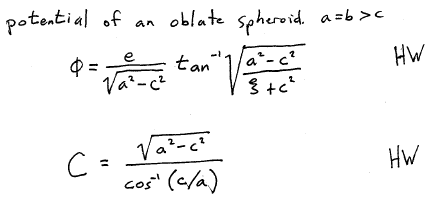 potential of an oblate spheroid. a=b>c
Φ = e/√(a²-c²) tan⁻¹ √((a²-c²)/(ξ+c²)) HW
C = √(a²-c²)/cos⁻¹(c/a) HW